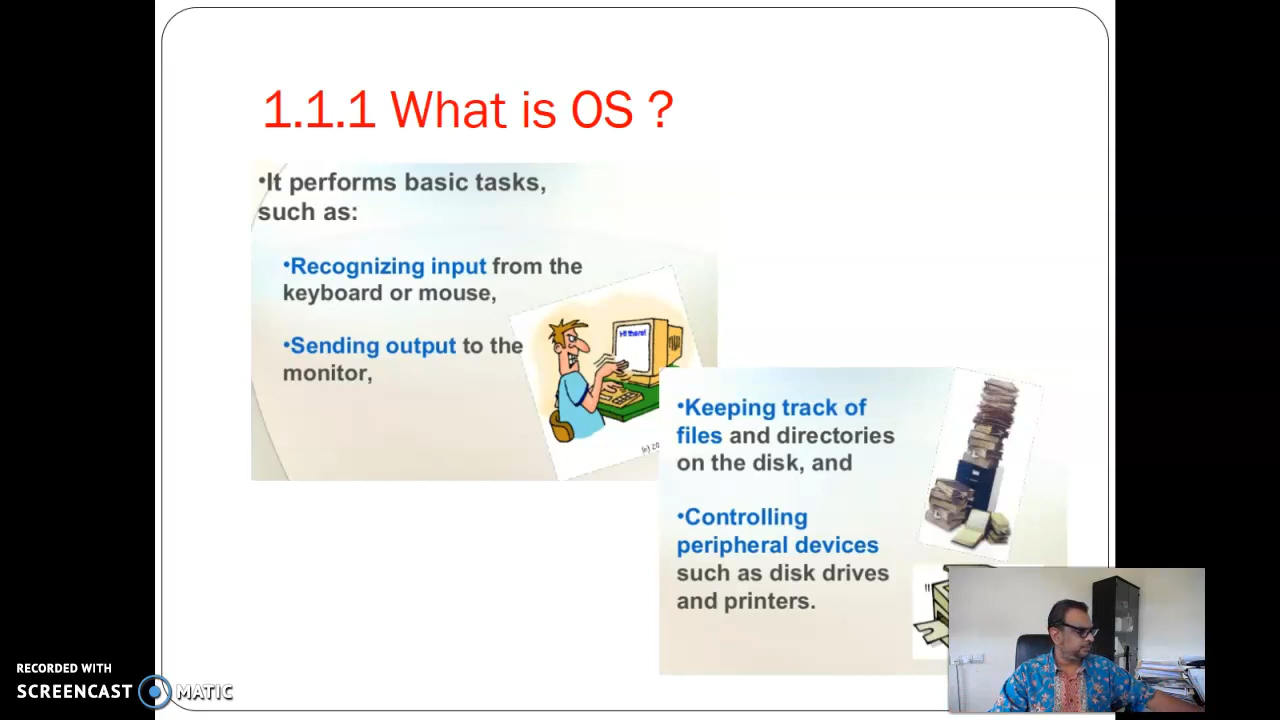 1.1.1 What is OS ?
•It performs basic tasks,
such as:
•Recognizing input from the
keyboard or mouse,
•Sending output to the
monitor,
Hi there!
•Keeping track of
files and directories
on the disk, and
•Controlling
peripheral devices
such as disk drives
and printers.
RECORDED WITH
SCREENCAST MATIC